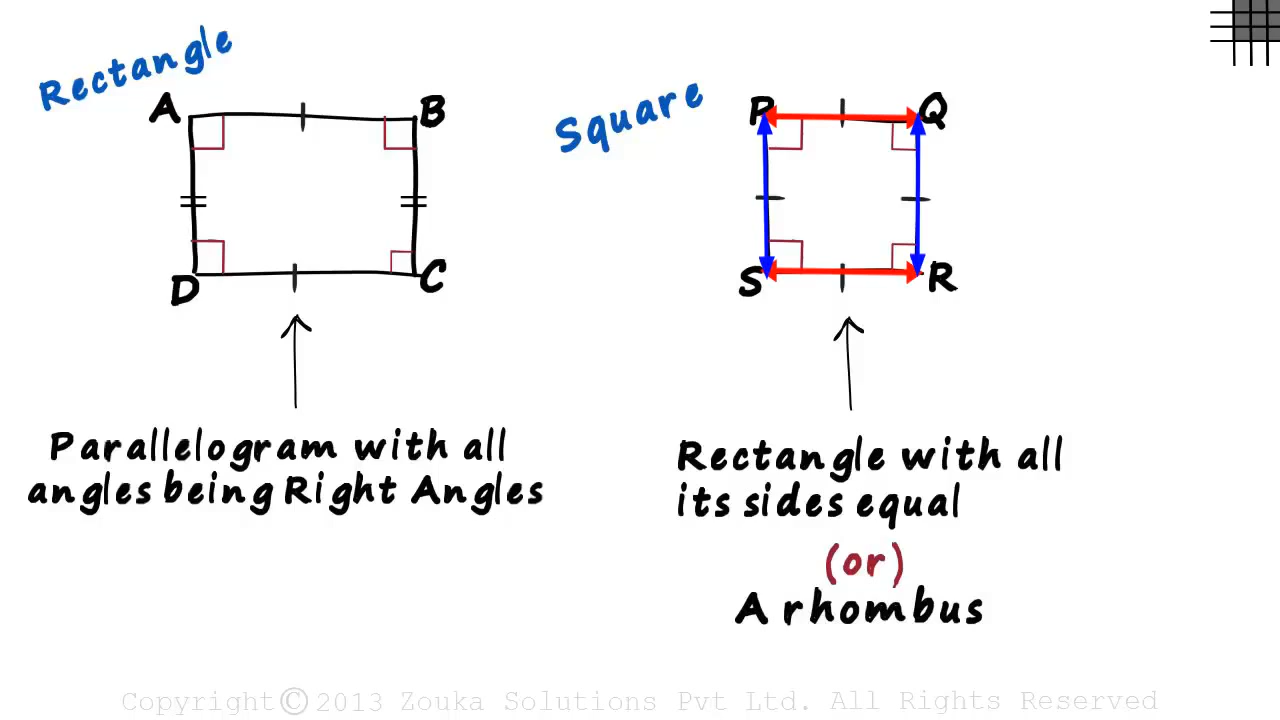 Rectangle
A
B
D
C
Square
P
Q
S
R
Parallelogram with all
angles being Right Angles
Rectangle with all
its sides equal
(or)
A rhombus
Copyright © 2013 Zouka Solutions Pvt Ltd. All Rights Reserved